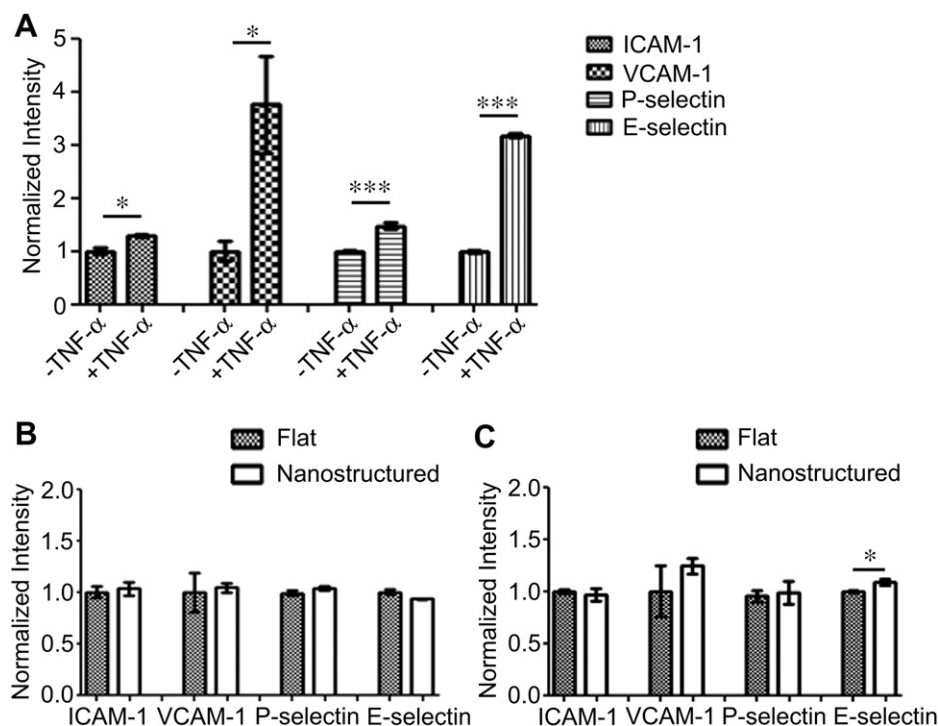 A
5
4
3
2
1
0
Normalized Intensity
*
*
***
***
ICAM-1
VCAM-1
P-selectin
E-selectin
-TNF-α
+TNF-α
-TNF-α
+TNF-α
-TNF-α
+TNF-α
-TNF-α
+TNF-α
B
Flat
Nanostructured
2.0
1.5
1.0
0.5
0.0
Normalized Intensity
ICAM-1 VCAM-1 P-selectin E-selectin
C
Flat
Nanostructured
2.0
1.5
1.0
0.5
0.0
Normalized Intensity
*
ICAM-1 VCAM-1 P-selectin E-selectin